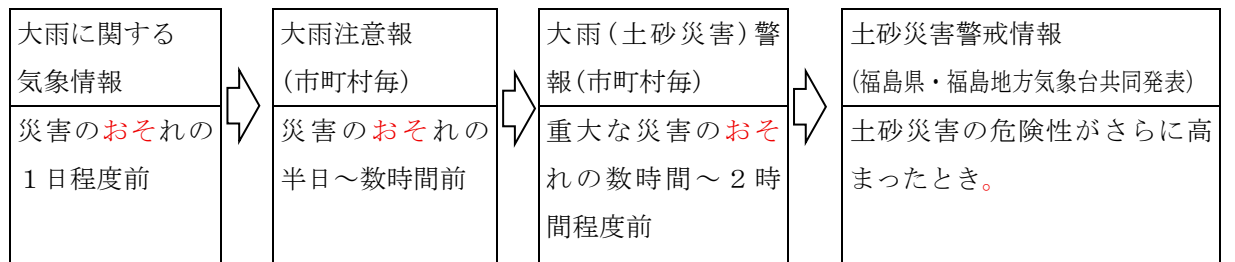 大雨に関する
気象情報
災害のおそれの
１日程度前
大雨注意報
(市町村毎)
災害のおそれの
半日～数時間前
大雨(土砂災害)警
報(市町村毎)
重大な災害のおそ
れの数時間～２時
間程度前
土砂災害警戒情報
(福島県・福島地方気象台共同発表)
土砂災害の危険性がさらに高
まったとき。